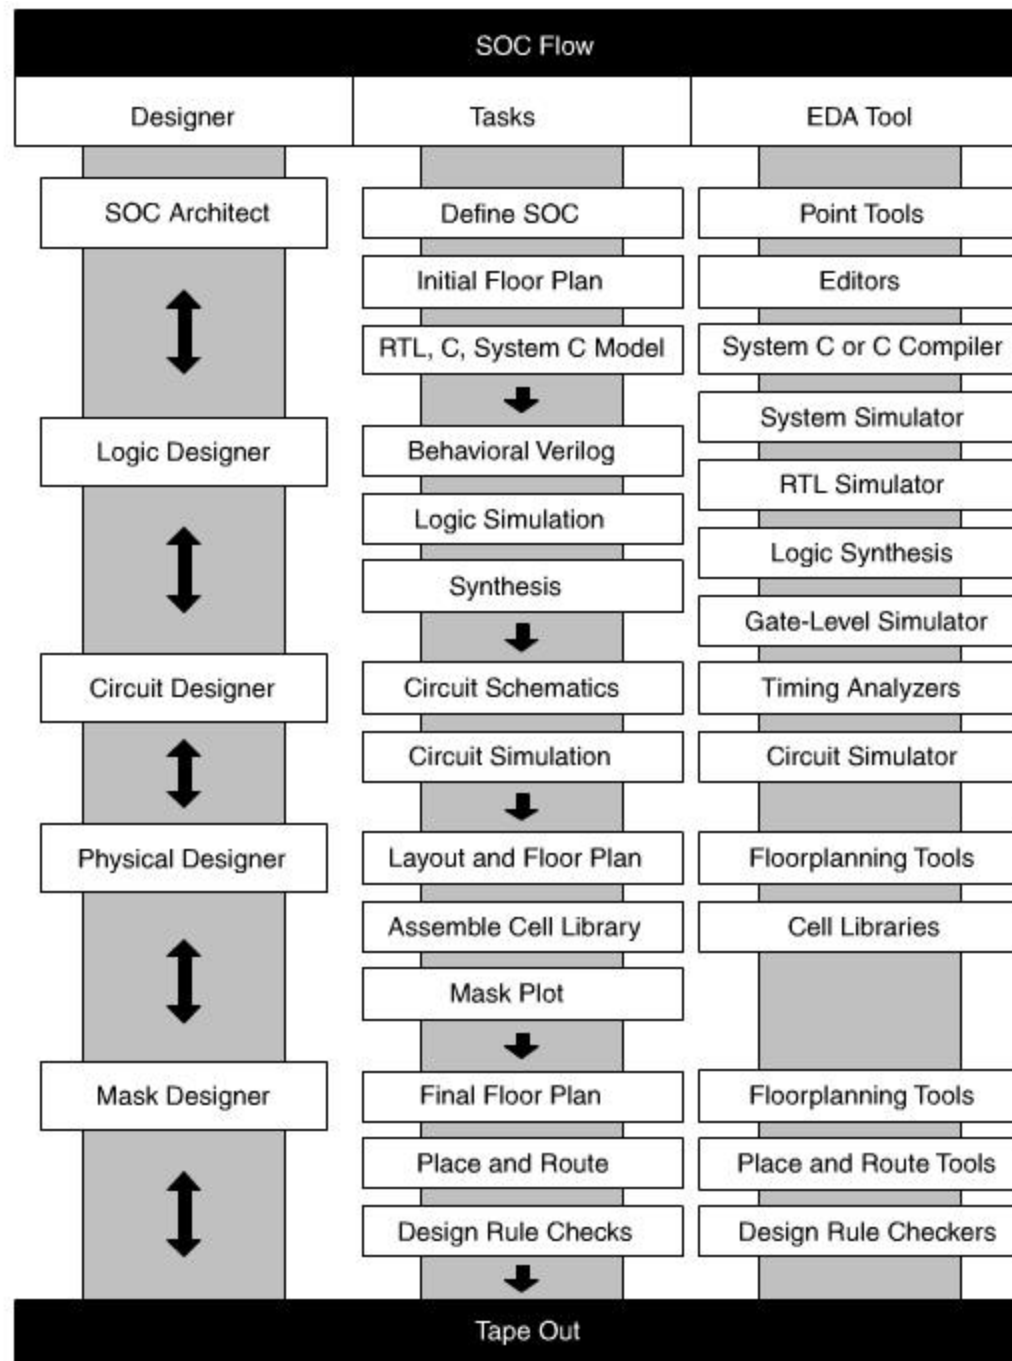 SOC Flow
Designer
Tasks
EDA Tool
SOC Architect
Define SOC
Point Tools
Initial Floor Plan
Editors
RTL, C, System C Model
System C or C Compiler
System Simulator
Logic Designer
Behavioral Verilog
RTL Simulator
Logic Simulation
Logic Synthesis
Synthesis
Gate-Level Simulator
Circuit Designer
Circuit Schematics
Timing Analyzers
Circuit Simulation
Circuit Simulator
Physical Designer
Layout and Floor Plan
Floorplanning Tools
Assemble Cell Library
Cell Libraries
Mask Plot
Mask Designer
Final Floor Plan
Floorplanning Tools
Place and Route
Place and Route Tools
Design Rule Checks
Design Rule Checkers
Tape Out